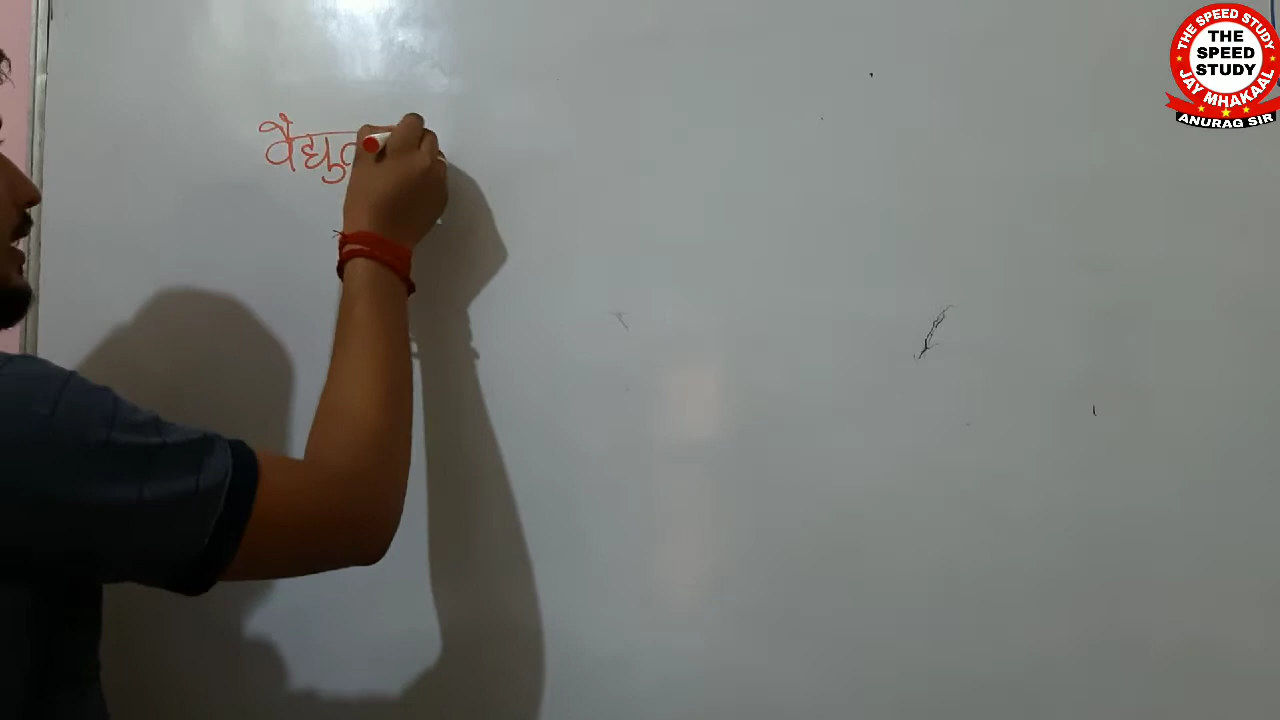 वैद्युत
THE SPEED STUDY
THE
SPEED
STUDY
JAY MHAKAAL
ANURAG SIR